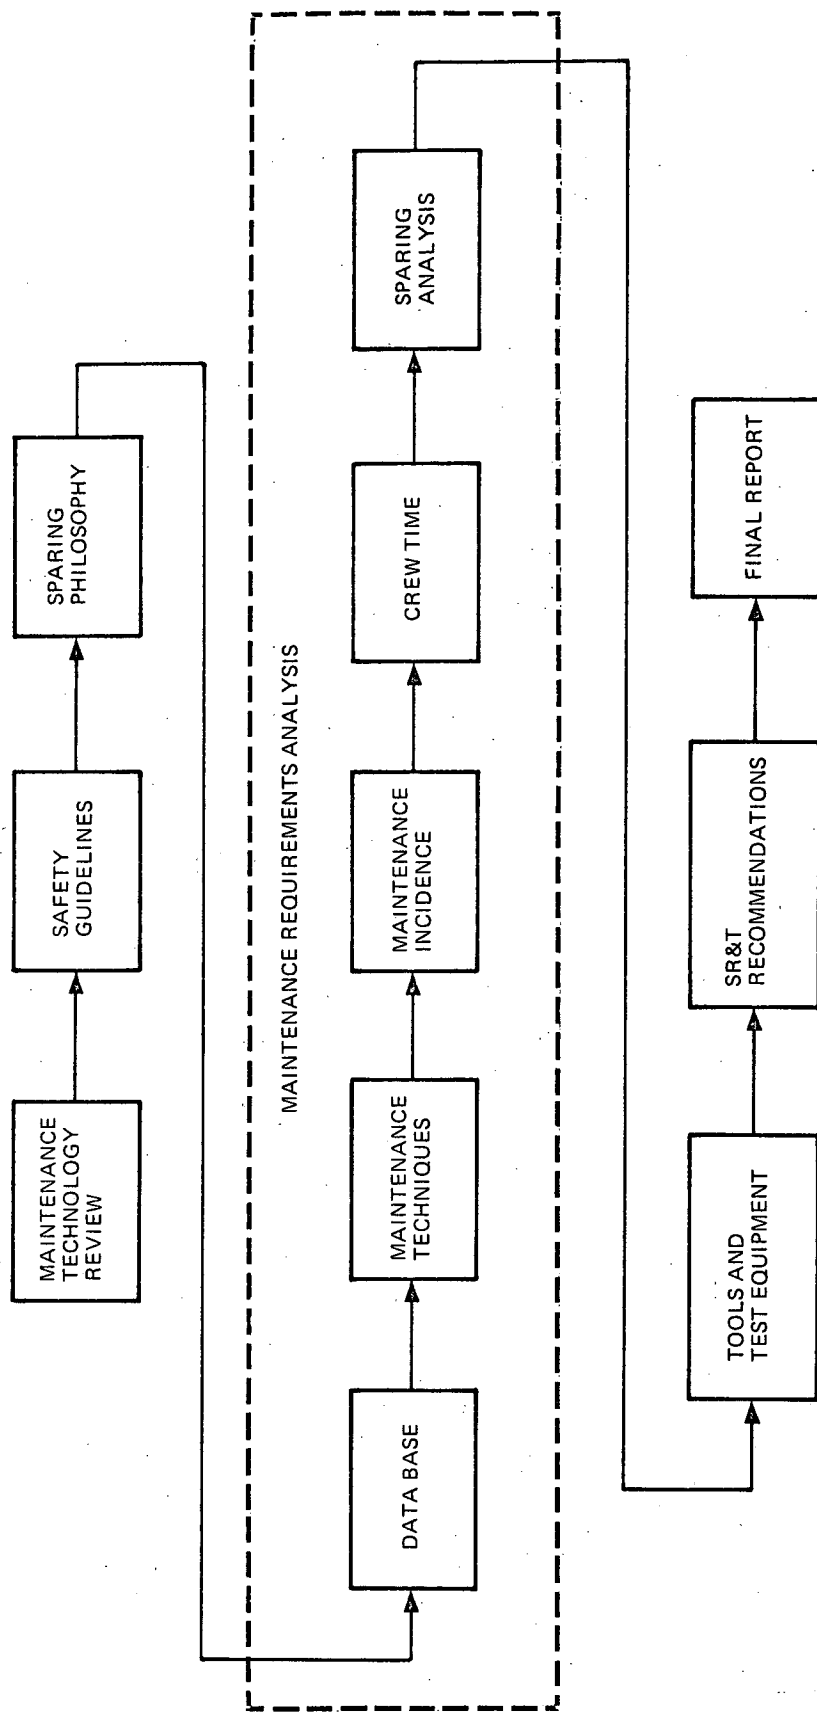 MAINTENANCE
TECHNOLOGY
REVIEW
SAFETY
GUIDELINES
SPARING
PHILOSOPHY
MAINTENANCE REQUIREMENTS ANALYSIS
DATA BASE
MAINTENANCE
TECHNIQUES
MAINTENANCE
INCIDENCE
CREW TIME
SPARING
ANALYSIS
TOOLS AND
TEST EQUIPMENT
SR&T
RECOMMENDATIONS
FINAL REPORT